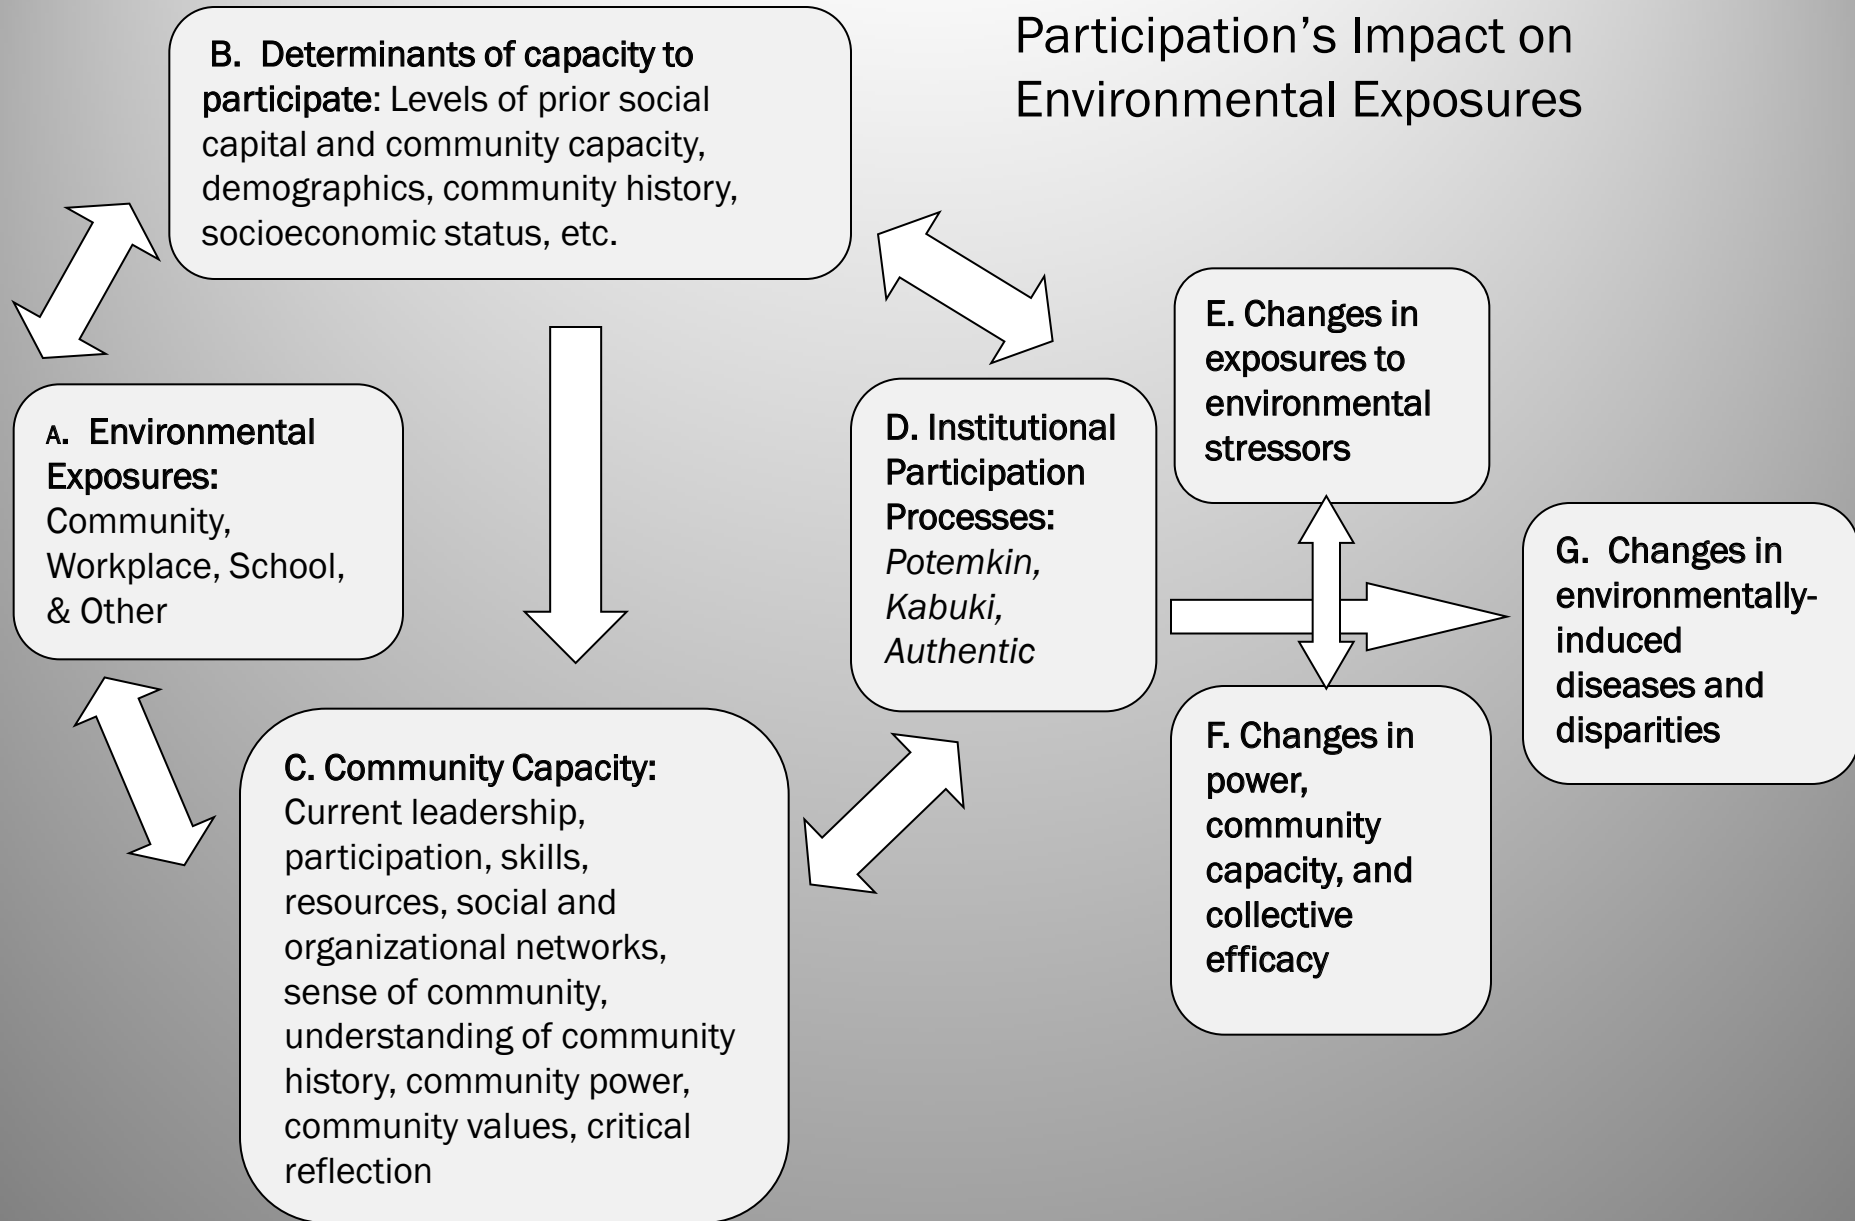 Participation’s Impact on
Environmental Exposures
B. Determinants of capacity to
participate: Levels of prior social
capital and community capacity,
demographics, community history,
socioeconomic status, etc.
A. Environmental
Exposures:
Community,
Workplace, School,
& Other
C. Community Capacity:
Current leadership,
participation, skills,
resources, social and
organizational networks,
sense of community,
understanding of community
history, community power,
community values, critical
reflection
D. Institutional
Participation
Processes:
Potemkin,
Kabuki,
Authentic
E. Changes in
exposures to
environmental
stressors
F. Changes in
power,
community
capacity, and
collective
efficacy
G. Changes in
environmentally-
induced
diseases and
disparities